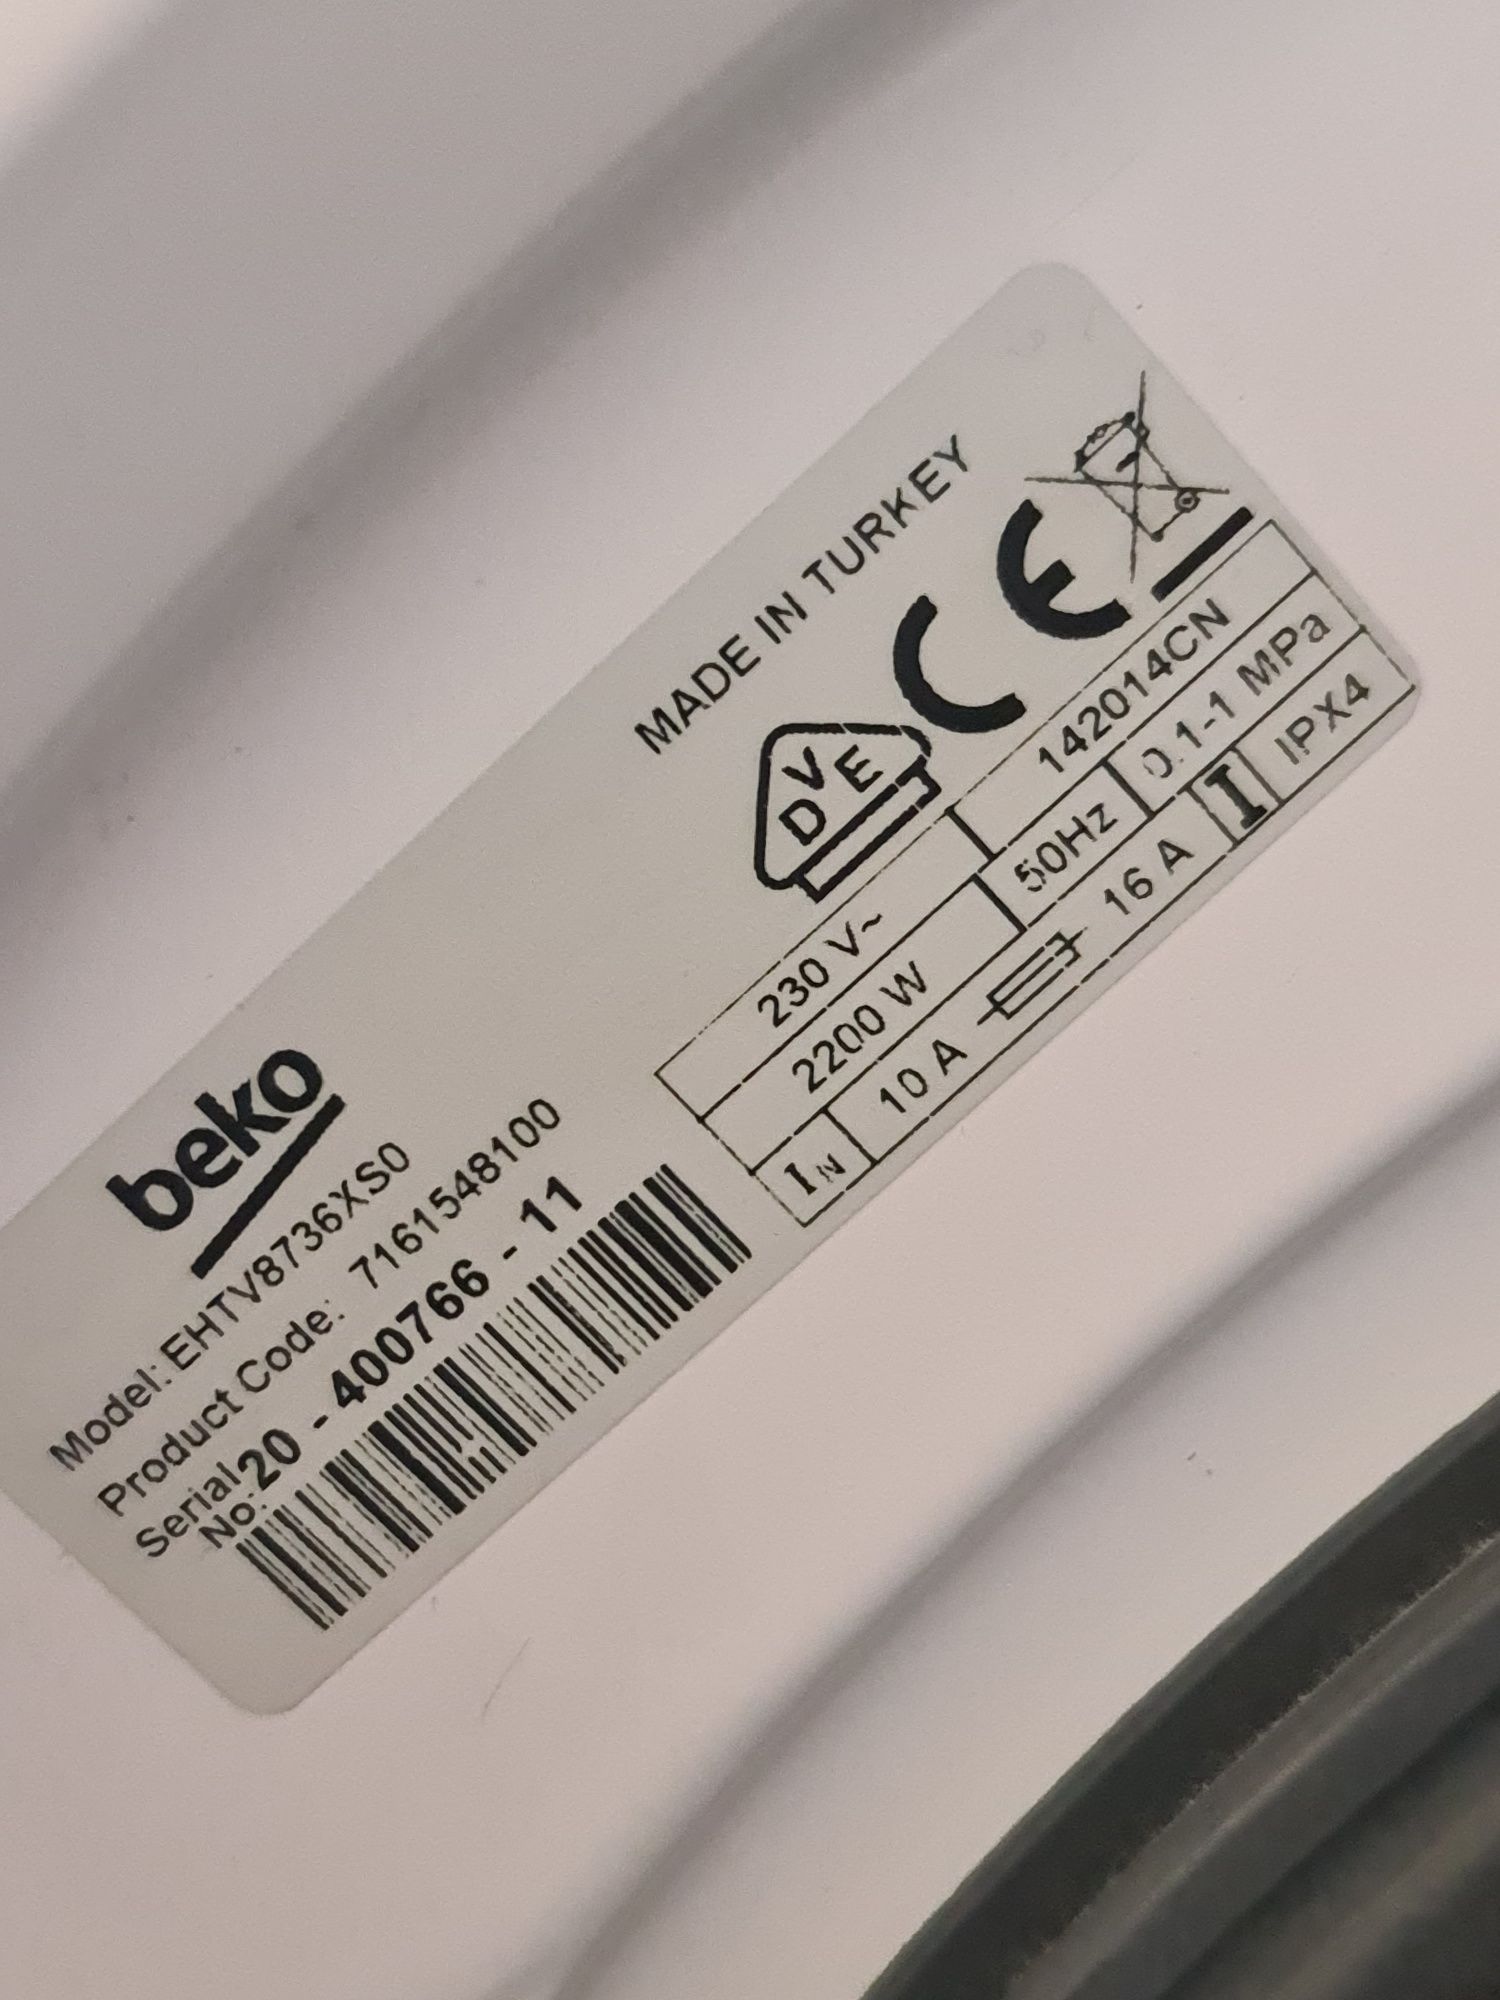 beko
Model: EHTV8736XS0
Product Code: 7161548100
Serial No: 20 - 400766 - 11
MADE IN TURKEY
VDE
CE
230 V~ 142014CN
2200 W 50Hz 0.1-1 MPa
IN 10 A 16 A I IPX4